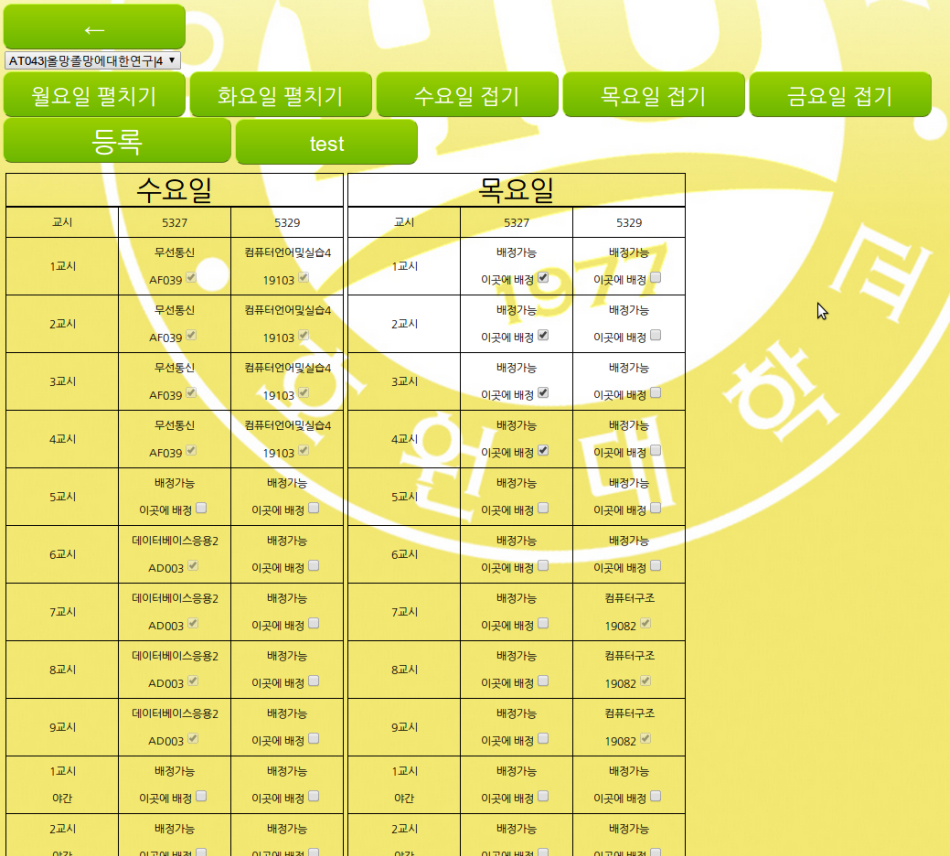 ←
AT043|올망졸망에대한연구|4 ▼
월요일 펼치기 화요일 펼치기 수요일 접기 목요일 접기 금요일 접기
등록 test
수요일 목요일
교시 5327 5329 교시 5327 5329
무선통신 컴퓨터언어및실습4 배정가능 배정가능
1교시 AF039 19103 1교시 이곳에 배정 이곳에 배정
무선통신 컴퓨터언어및실습4 배정가능 배정가능
2교시 AF039 19103 2교시 이곳에 배정 이곳에 배정
무선통신 컴퓨터언어및실습4 배정가능 배정가능
3교시 AF039 19103 3교시 이곳에 배정 이곳에 배정
무선통신 컴퓨터언어및실습4 배정가능 배정가능
4교시 AF039 19103 4교시 이곳에 배정 이곳에 배정
배정가능 배정가능 배정가능 배정가능
5교시 이곳에 배정 이곳에 배정 5교시 이곳에 배정 이곳에 배정
데이터베이스응용2 배정가능 배정가능 배정가능
6교시 AD003 이곳에 배정 6교시 이곳에 배정 이곳에 배정
데이터베이스응용2 배정가능 배정가능 컴퓨터구조
7교시 AD003 이곳에 배정 7교시 이곳에 배정 19082
데이터베이스응용2 배정가능 배정가능 컴퓨터구조
8교시 AD003 이곳에 배정 8교시 이곳에 배정 19082
데이터베이스응용2 배정가능 배정가능 컴퓨터구조
9교시 AD003 이곳에 배정 9교시 이곳에 배정 19082
1교시 배정가능 배정가능 1교시 배정가능 배정가능
야간 이곳에 배정 이곳에 배정 야간 이곳에 배정 이곳에 배정
2교시 배정가능 배정가능 2교시 배정가능 배정가능
야간 이곳에 배정 이곳에 배정 야간 이곳에 배정 이곳에 배정
1977
호원대학교